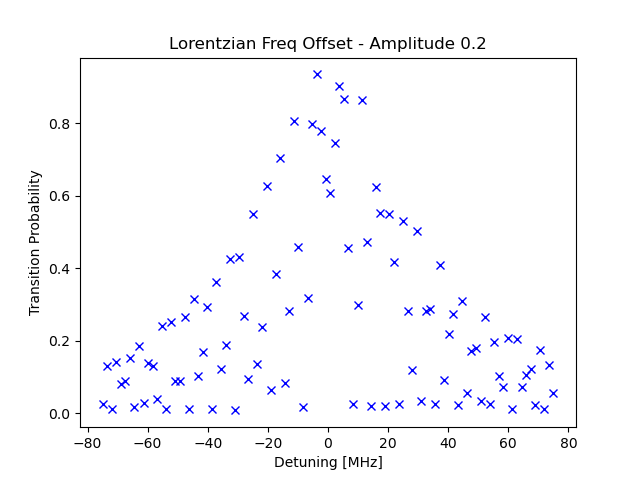 Lorentzian Freq Offset - Amplitude 0.2
Transition Probability
0.8
0.6
0.4
0.2
0.0
−80 −60 −40 −20 0 20 40 60 80
Detuning [MHz]